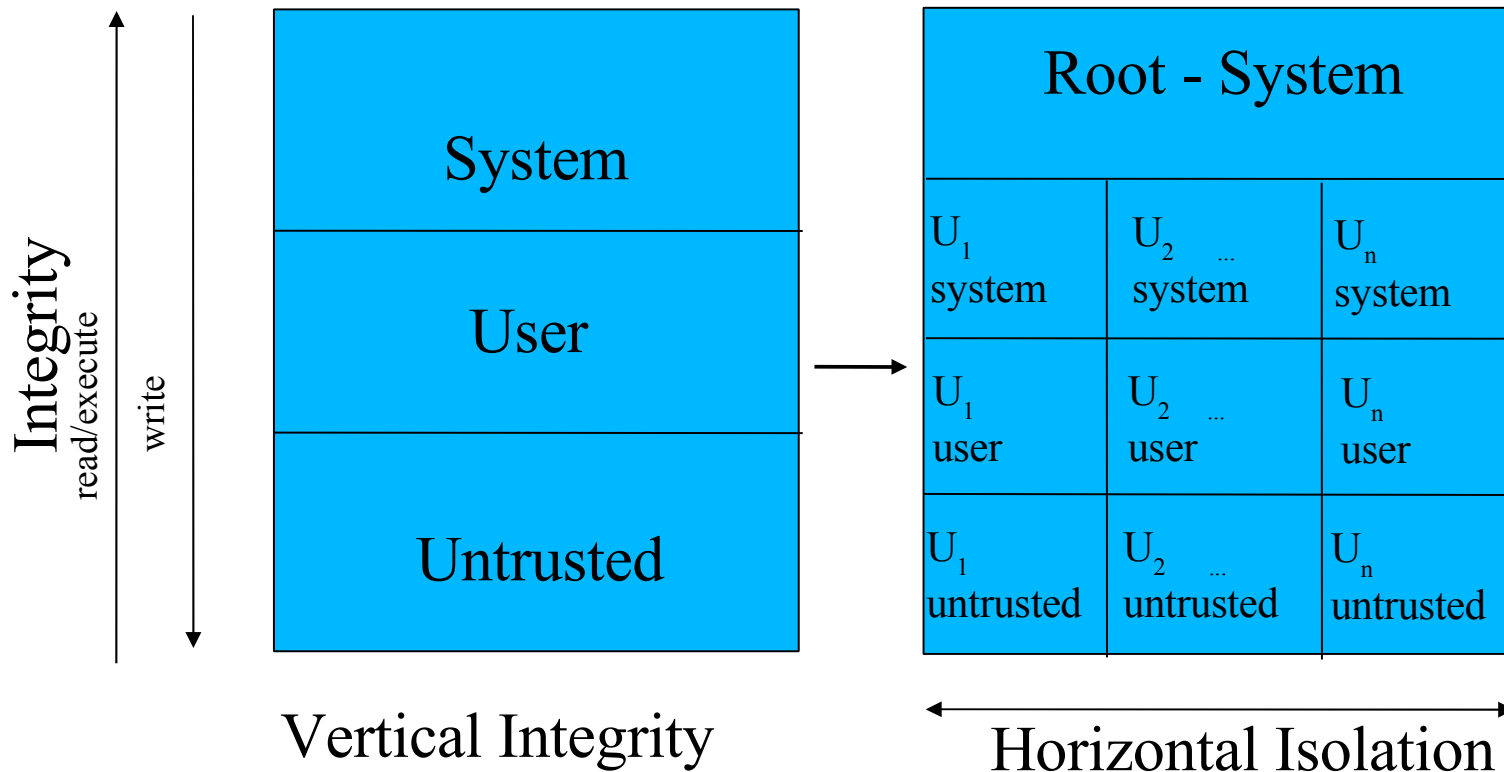 Integrity
read/execute
write
System
User
Untrusted
Vertical Integrity
Root - System
U1
system
U2 ...
system
Un
system
U1
user
U2 ...
user
Un
user
U1
untrusted
U2 ...
untrusted
Un
untrusted
Horizontal Isolation